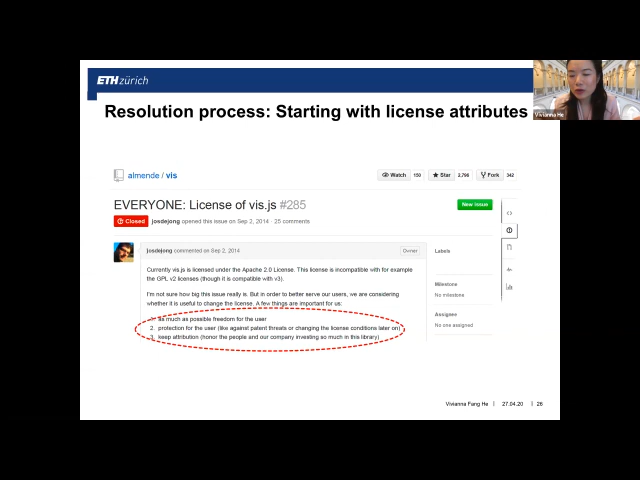 ETH zürich
Resolution process: Starting with license attributes
Vivianna He
almende / vis
Watch 150 Star 2,796 Fork 342
EVERYONE: License of vis.js #285
New Issue
Closed josdejong opened this issue on Sep 2, 2014 · 25 comments
josdejong commented on Sep 2, 2014 Owner
Currently vis.js is licensed under the Apache 2.0 License. This license is incompatible with for example
the GPL v2 licenses (though it is compatible with v3).
I'm not sure how big this issue really is. But in order to better serve our users, we are considering
whether it is useful to change the license. A few things are important for us:
1. as much as possible freedom for the user
2. protection for the user (like against patent threats or changing the license conditions later on)
3. keep attribution (honor the people and our company investing so much in this library)
Labels
Milestone
No milestone
Assignee
No one assigned
Vivianna Fang He | 27.04.20 | 26